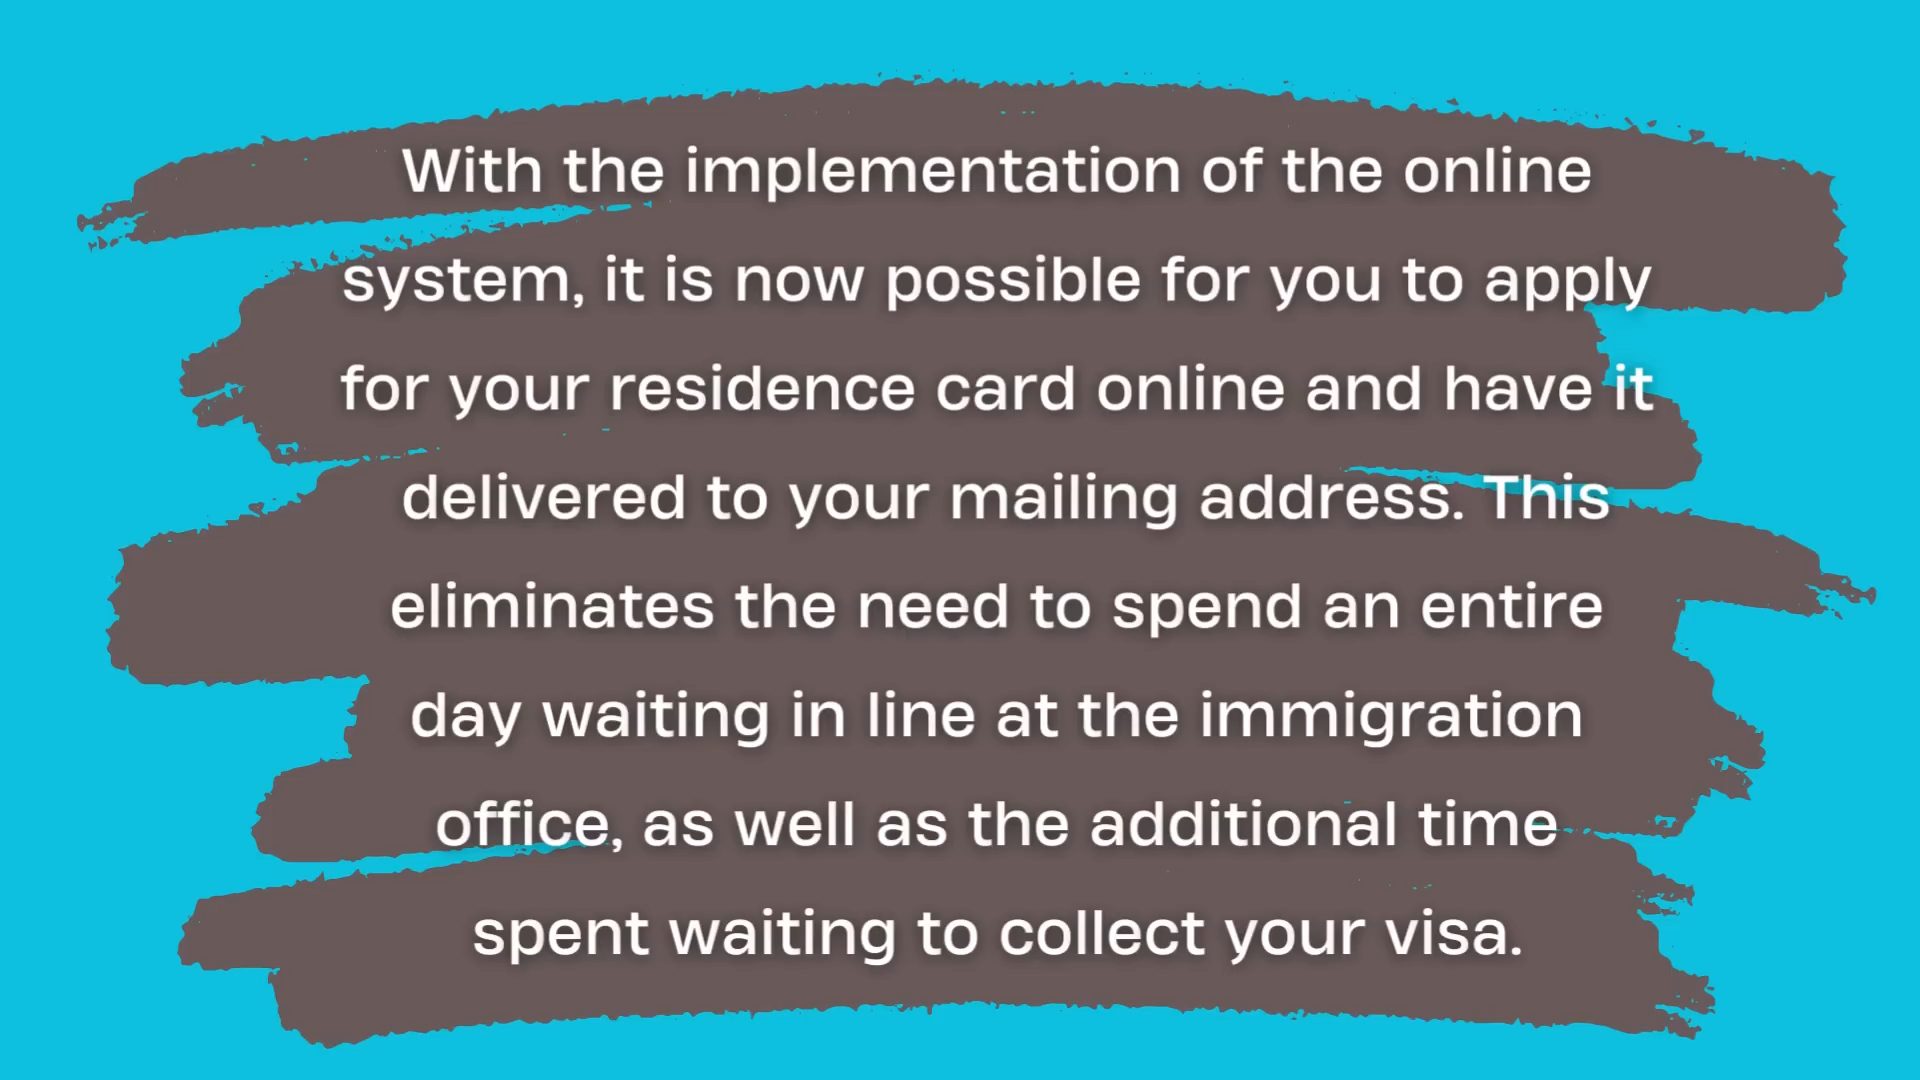 With the implementation of the online
system, it is now possible for you to apply
for your residence card online and have it
delivered to your mailing address. This
eliminates the need to spend an entire
day waiting in line at the immigration
office, as well as the additional time
spent waiting to collect your visa.